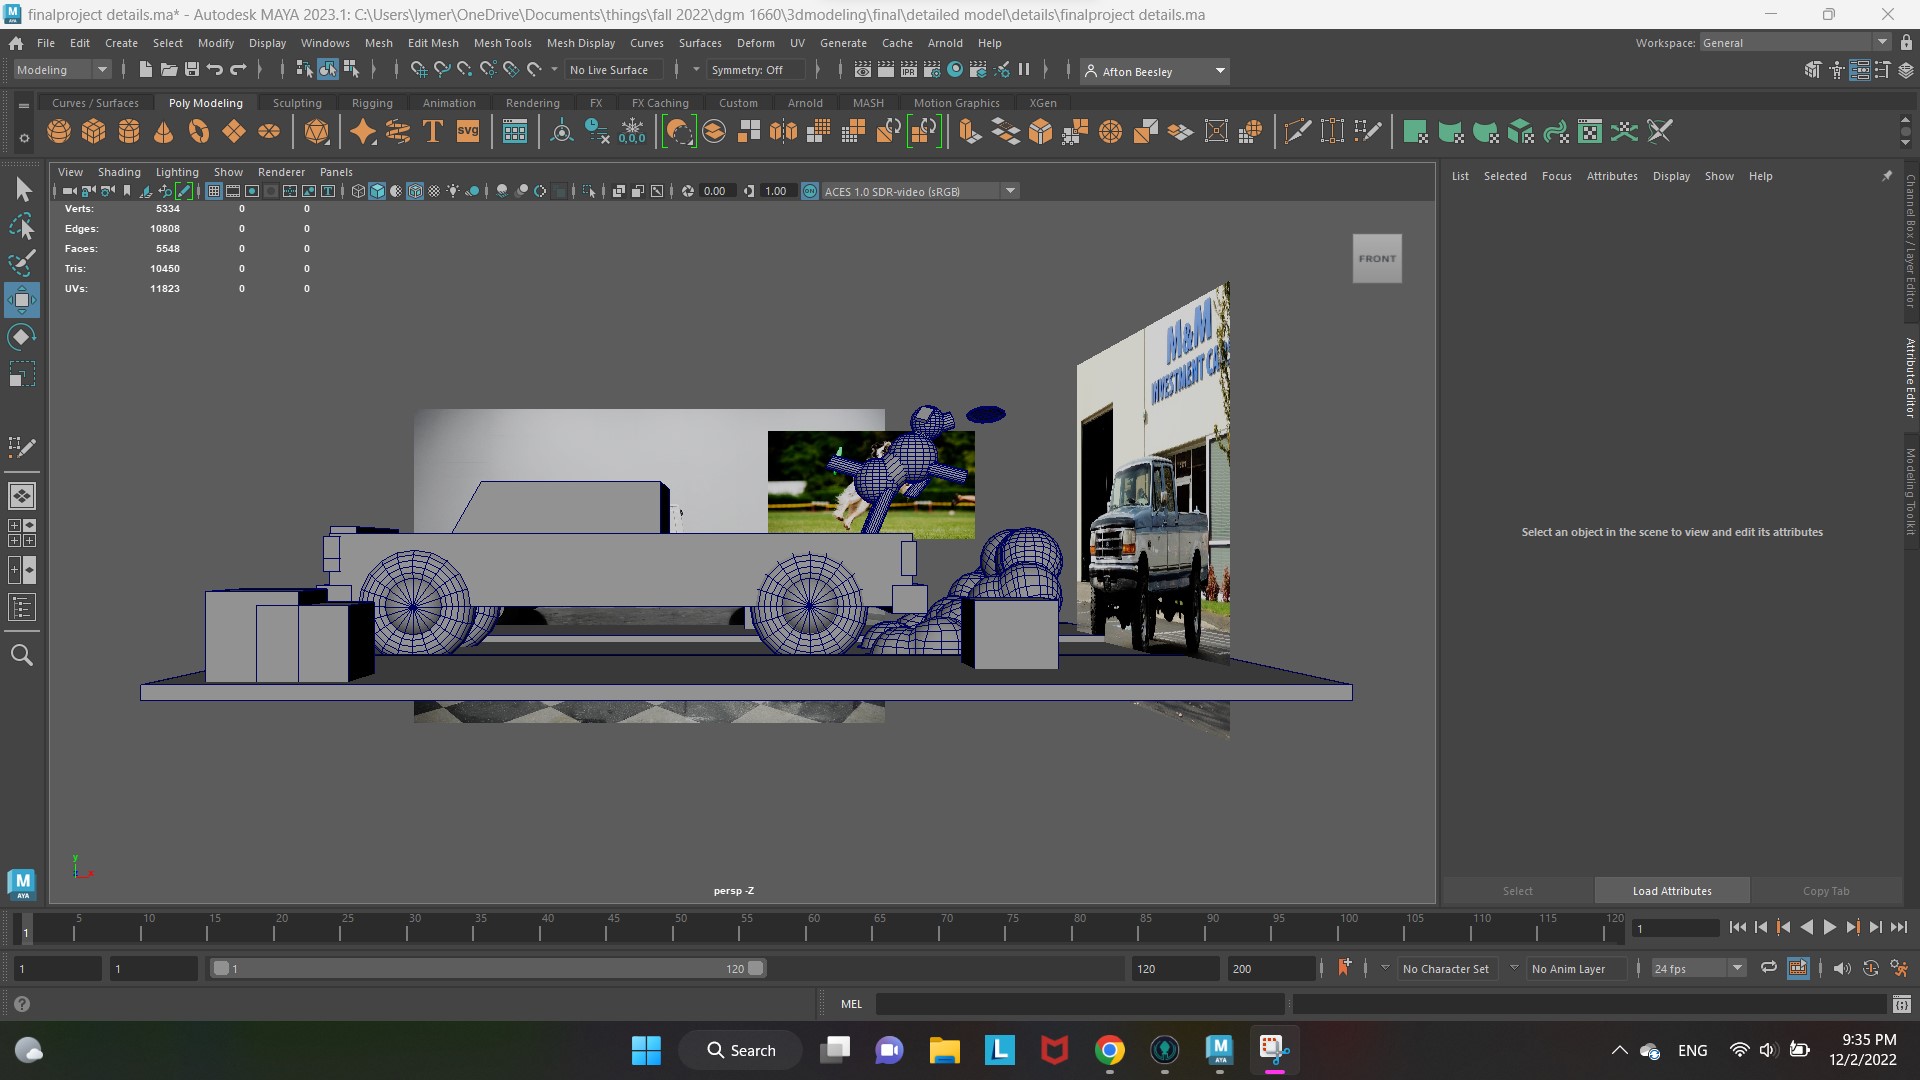 finalproject details.ma* - Autodesk MAYA 2023.1: C:\Users\lymer\OneDrive\Documents\things\fall 2022\dgm 1660\3dmodeling\final\detailed model\details\finalproject details.ma
File Edit Create Select Modify Display Windows Mesh Edit Mesh Mesh Tools Mesh Display Curves Surfaces Deform UV Generate Cache Arnold Help
Workspace: General
Modeling
No Live Surface
Symmetry: Off
IPR
Afton Beesley
Curves / Surfaces Poly Modeling Sculpting Rigging Animation Rendering FX FX Caching Custom Arnold MASH Motion Graphics XGen
T svg 0,0,0
View Shading Lighting Show Renderer Panels
0.00 1.00 ACES 1.0 SDR-video (sRGB)
List Selected Focus Attributes Display Show Help
Verts: 5334 0 0
Edges: 10808 0 0
Faces: 5548 0 0
Tris: 10450 0 0
UVs: 11823 0 0
FRONT
M&M
INVESTMENT CA
Channel Box / Layer Editor
Attribute Editor
Modeling Toolkit
Select an object in the scene to view and edit its attributes
y
x
persp -Z
M
AYA
Select Load Attributes Copy Tab
1 5 10 15 20 25 30 35 40 45 50 55 60 65 70 75 80 85 90 95 100 105 110 115 120
1
1 1 1 120 120 200 No Character Set No Anim Layer 24 fps
MEL
Search
L
M
ENG
9:35 PM
12/2/2022